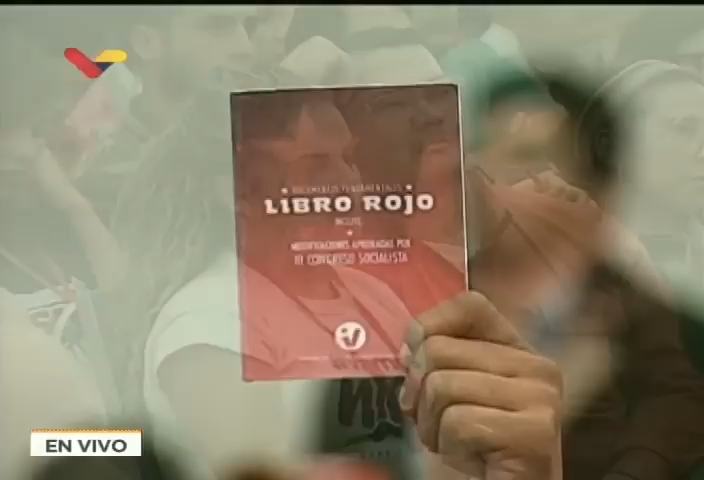 DOCUMENTOS FUNDAMENTALES
LIBRO ROJO
INCLUYE
MODIFICACIONES APROBADAS POR
III CONGRESO SOCIALISTA
EN VIVO